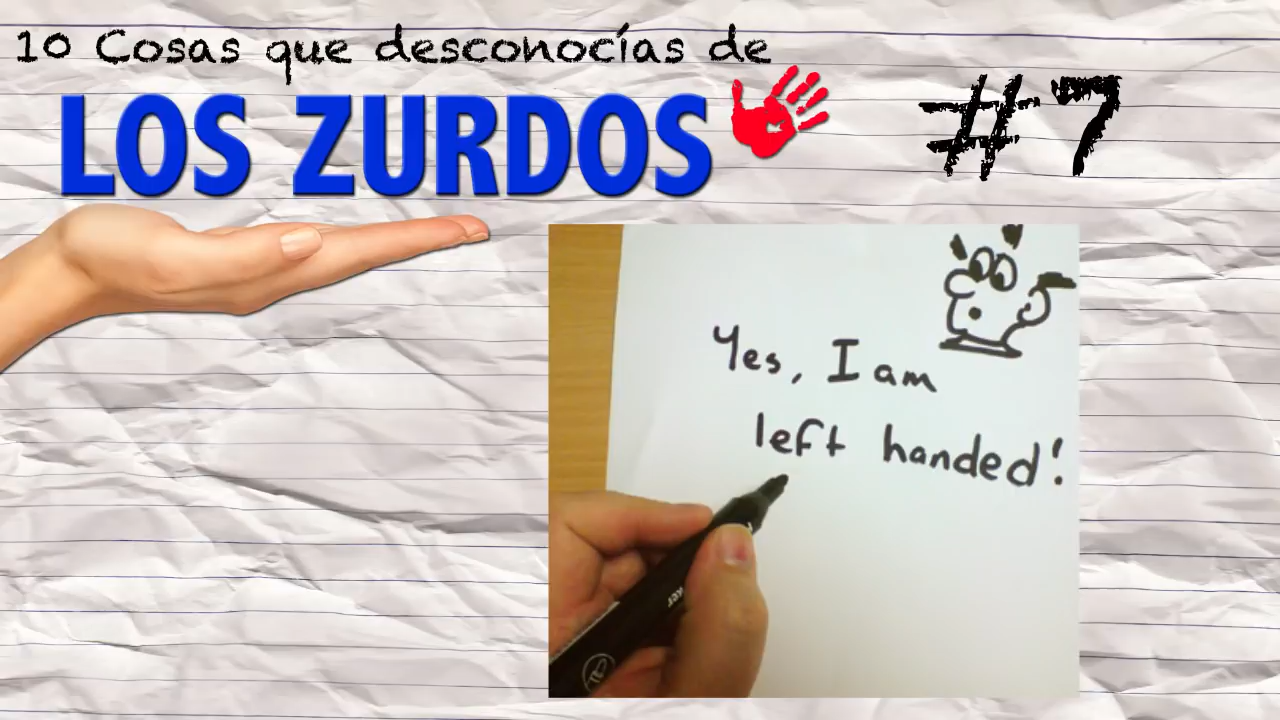 10 Cosas que desconocías de
LOS ZURDOS
#7
Yes, I am
left handed!